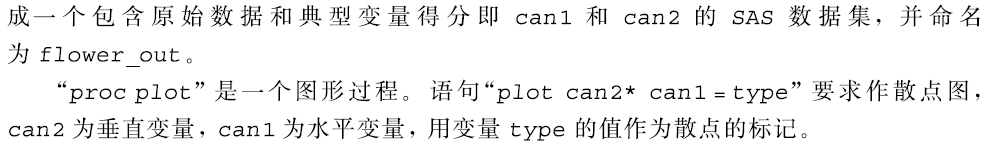 成一个包含原始数据和典型变量得分即 can1 和 can2 的 SAS 数据集，并命名
为 flower_out。
“proc plot”是一个图形过程。语句“plot can2* can1=type”要求作散点图，
can2 为垂直变量，can1 为水平变量，用变量 type 的值作为散点的标记。